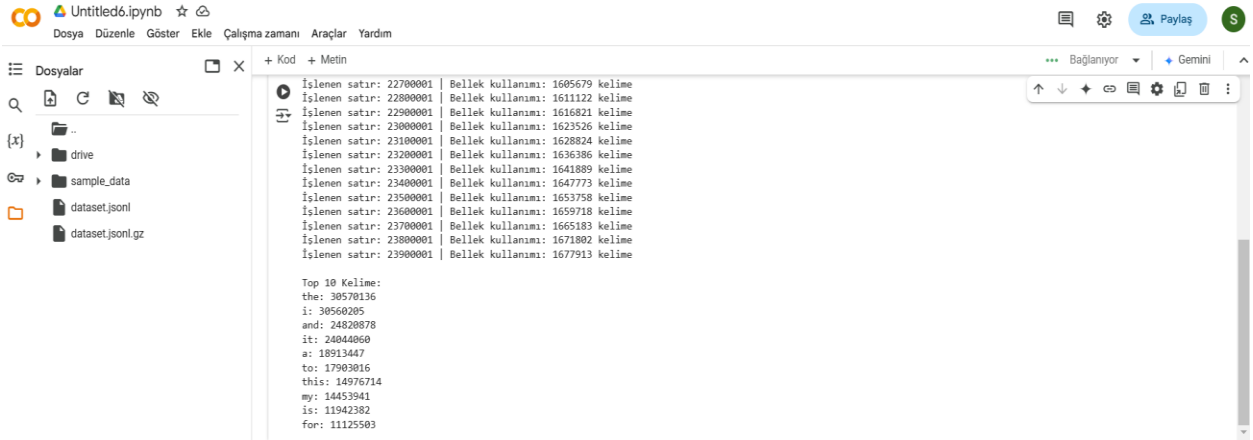 Untitled6.ipynb
Dosya Düzenle Göster Ekle Çalışma zamanı Araçlar Yardım
Paylaş
S
Dosyalar
+ Kod + Metin
Bağlanıyor
Gemini
..
drive
sample_data
dataset.jsonl
dataset.jsonl.gz
{x}
İşlenen satır: 22700001 | Bellek kullanımı: 1605679 kelime
İşlenen satır: 22800001 | Bellek kullanımı: 1611122 kelime
İşlenen satır: 22900001 | Bellek kullanımı: 1616821 kelime
İşlenen satır: 23000001 | Bellek kullanımı: 1623526 kelime
İşlenen satır: 23100001 | Bellek kullanımı: 1628824 kelime
İşlenen satır: 23200001 | Bellek kullanımı: 1636386 kelime
İşlenen satır: 23300001 | Bellek kullanımı: 1641889 kelime
İşlenen satır: 23400001 | Bellek kullanımı: 1647773 kelime
İşlenen satır: 23500001 | Bellek kullanımı: 1653758 kelime
İşlenen satır: 23600001 | Bellek kullanımı: 1659718 kelime
İşlenen satır: 23700001 | Bellek kullanımı: 1665183 kelime
İşlenen satır: 23800001 | Bellek kullanımı: 1671802 kelime
İşlenen satır: 23900001 | Bellek kullanımı: 1677913 kelime
Top 10 Kelime:
the: 30570136
i: 30560205
and: 24820878
it: 24044060
a: 18913447
to: 17903016
this: 14976714
my: 14453941
is: 11942382
for: 11125503